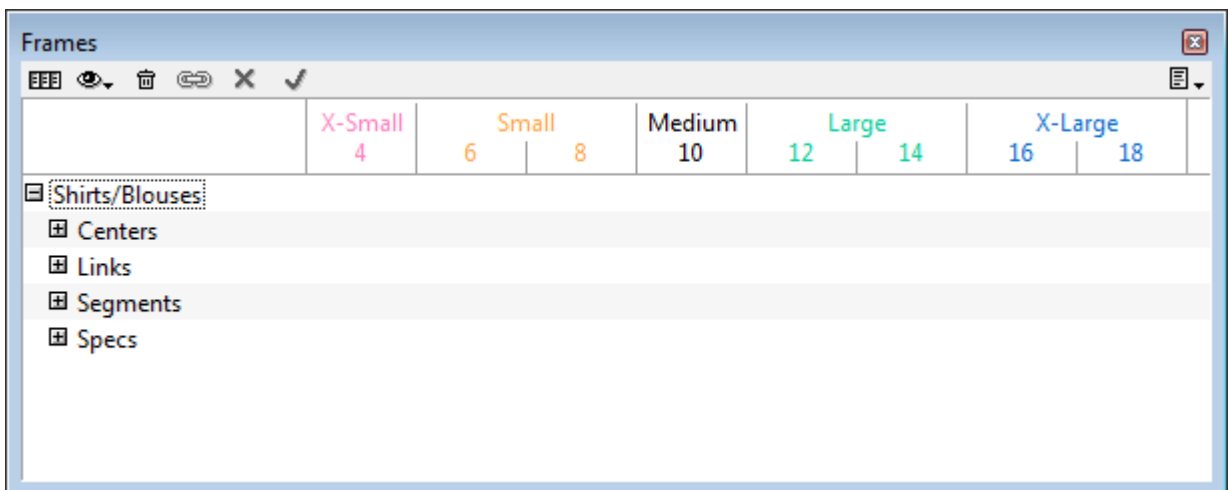 Frames
X-Small Small Medium Large X-Large
4 6 8 10 12 14 16 18
Shirts/Blouses
Centers
Links
Segments
Specs